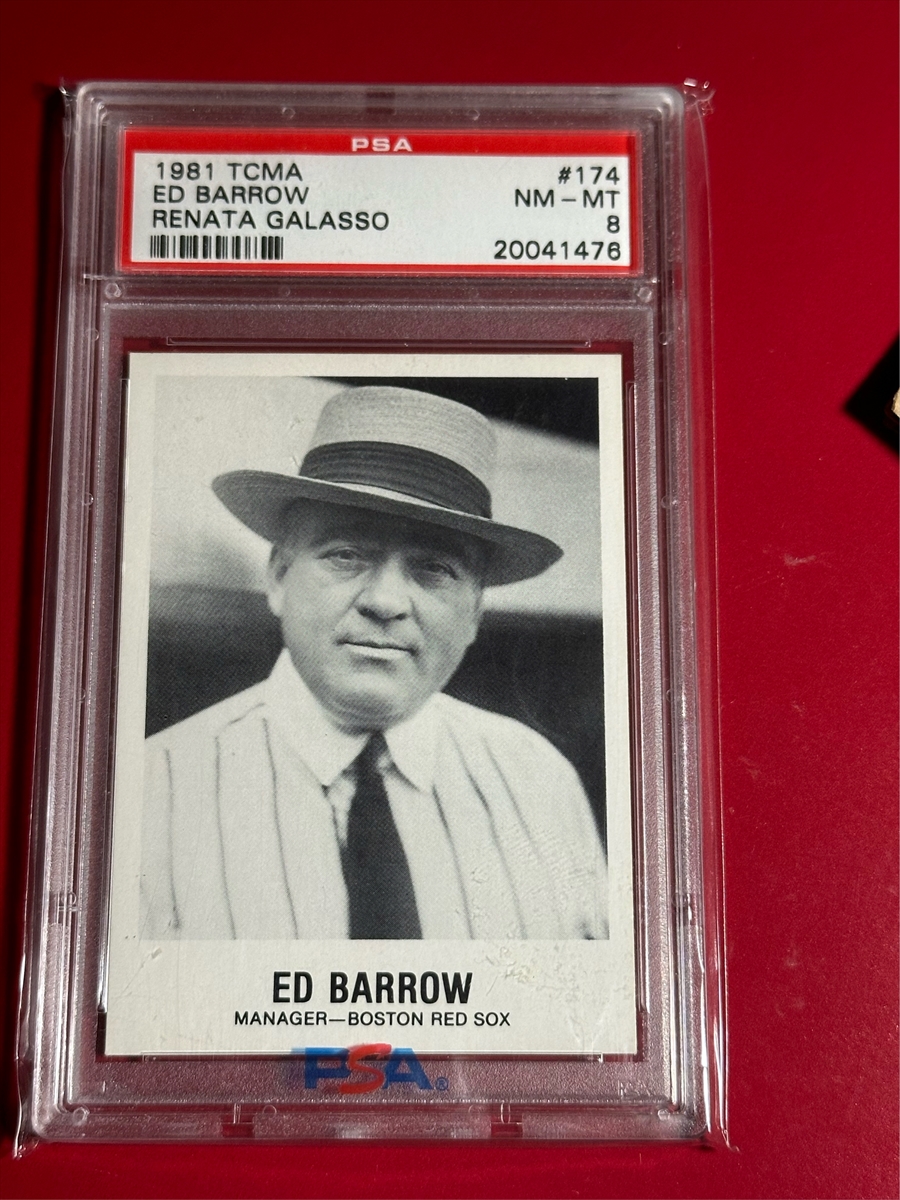 PSA
1981 TCMA #174
ED BARROW NM-MT
RENATA GALASSO 8
20041476
ED BARROW
MANAGER—BOSTON RED SOX
PSA®